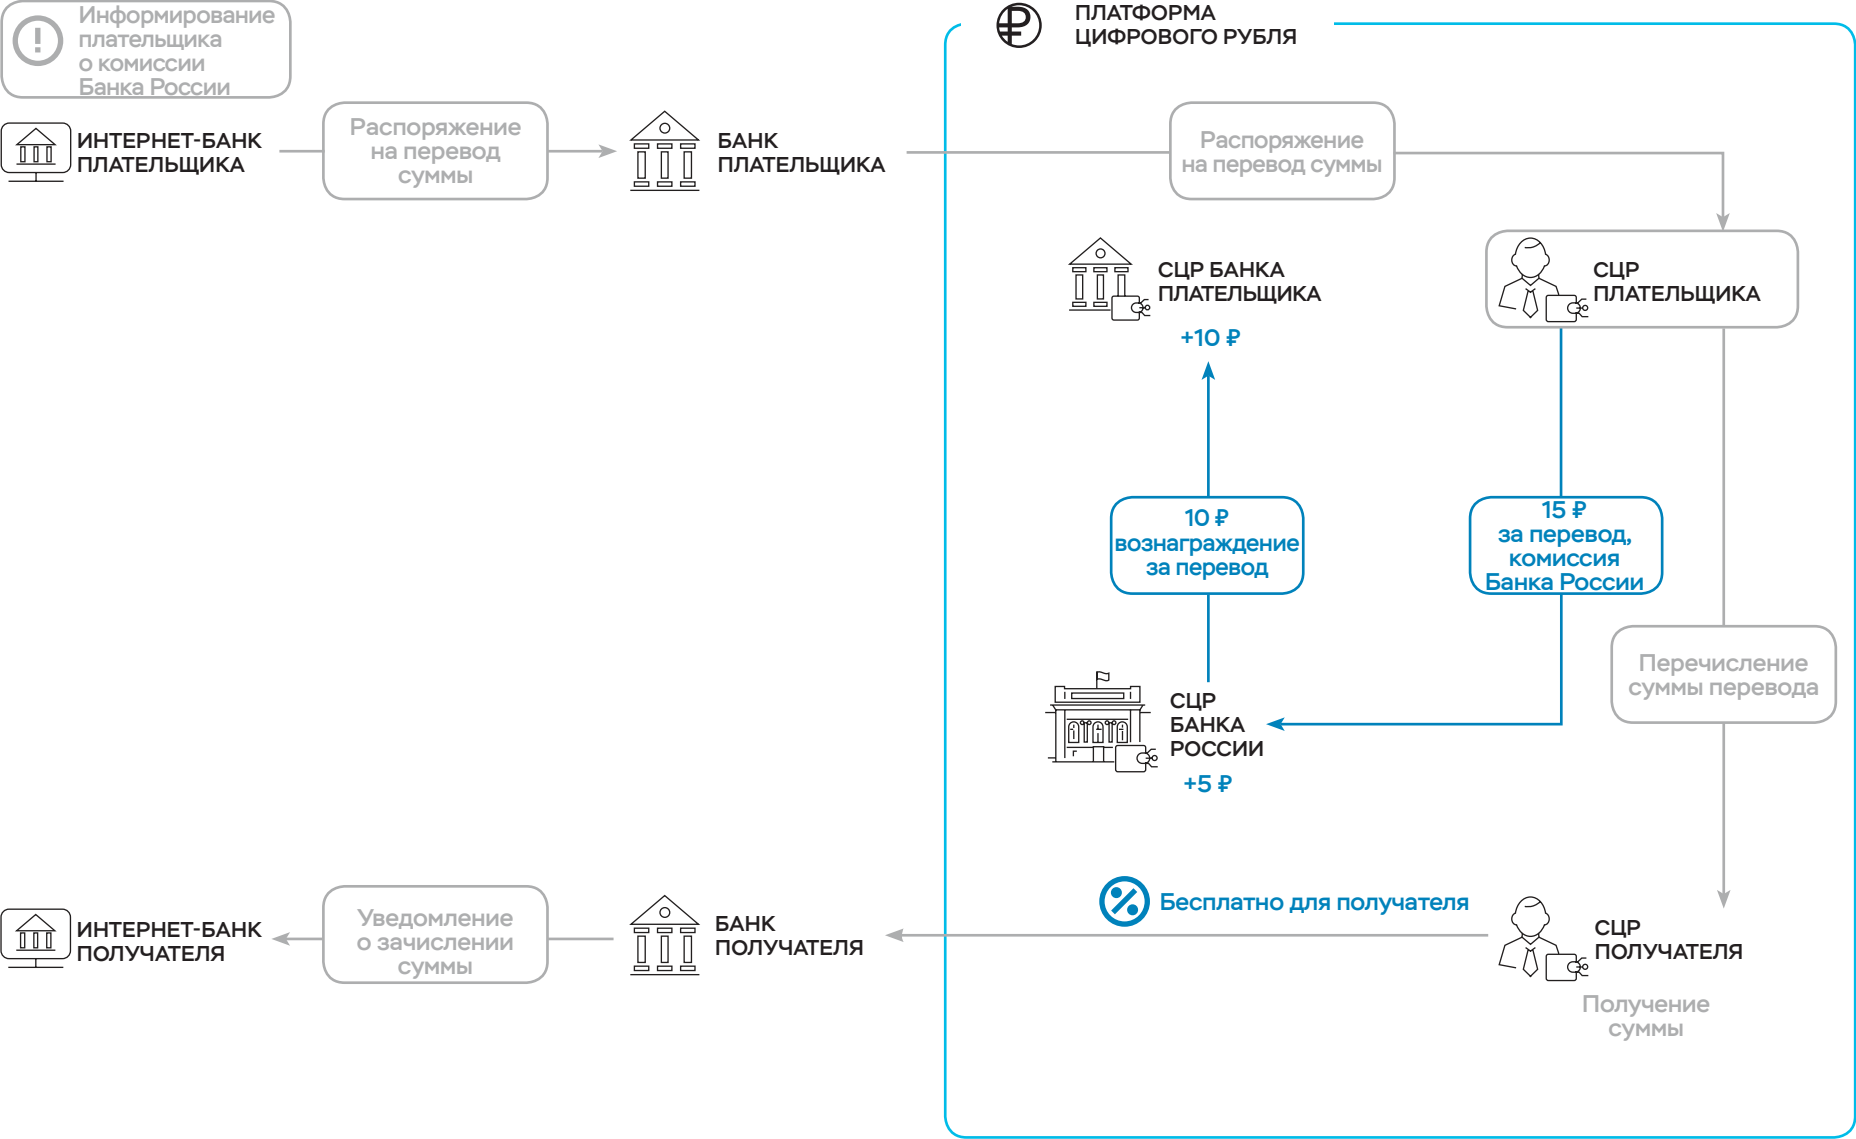 Информирование
плательщика
о комиссии
Банка России
ПЛАТФОРМА
ЦИФРОВОГО РУБЛЯ
ИНТЕРНЕТ-БАНК
ПЛАТЕЛЬЩИКА
Распоряжение
на перевод
суммы
БАНК
ПЛАТЕЛЬЩИКА
Распоряжение
на перевод суммы
СЦР БАНКА
ПЛАТЕЛЬЩИКА
+10 ₽
СЦР
ПЛАТЕЛЬЩИКА
10 ₽
вознаграждение
за перевод
15 ₽
за перевод,
комиссия
Банка России
Перечисление
суммы перевода
СЦР
БАНКА
РОССИИ
+5 ₽
Бесплатно для получателя
ИНТЕРНЕТ-БАНК
ПОЛУЧАТЕЛЯ
Уведомление
о зачислении
суммы
БАНК
ПОЛУЧАТЕЛЯ
СЦР
ПОЛУЧАТЕЛЯ
Получение
суммы